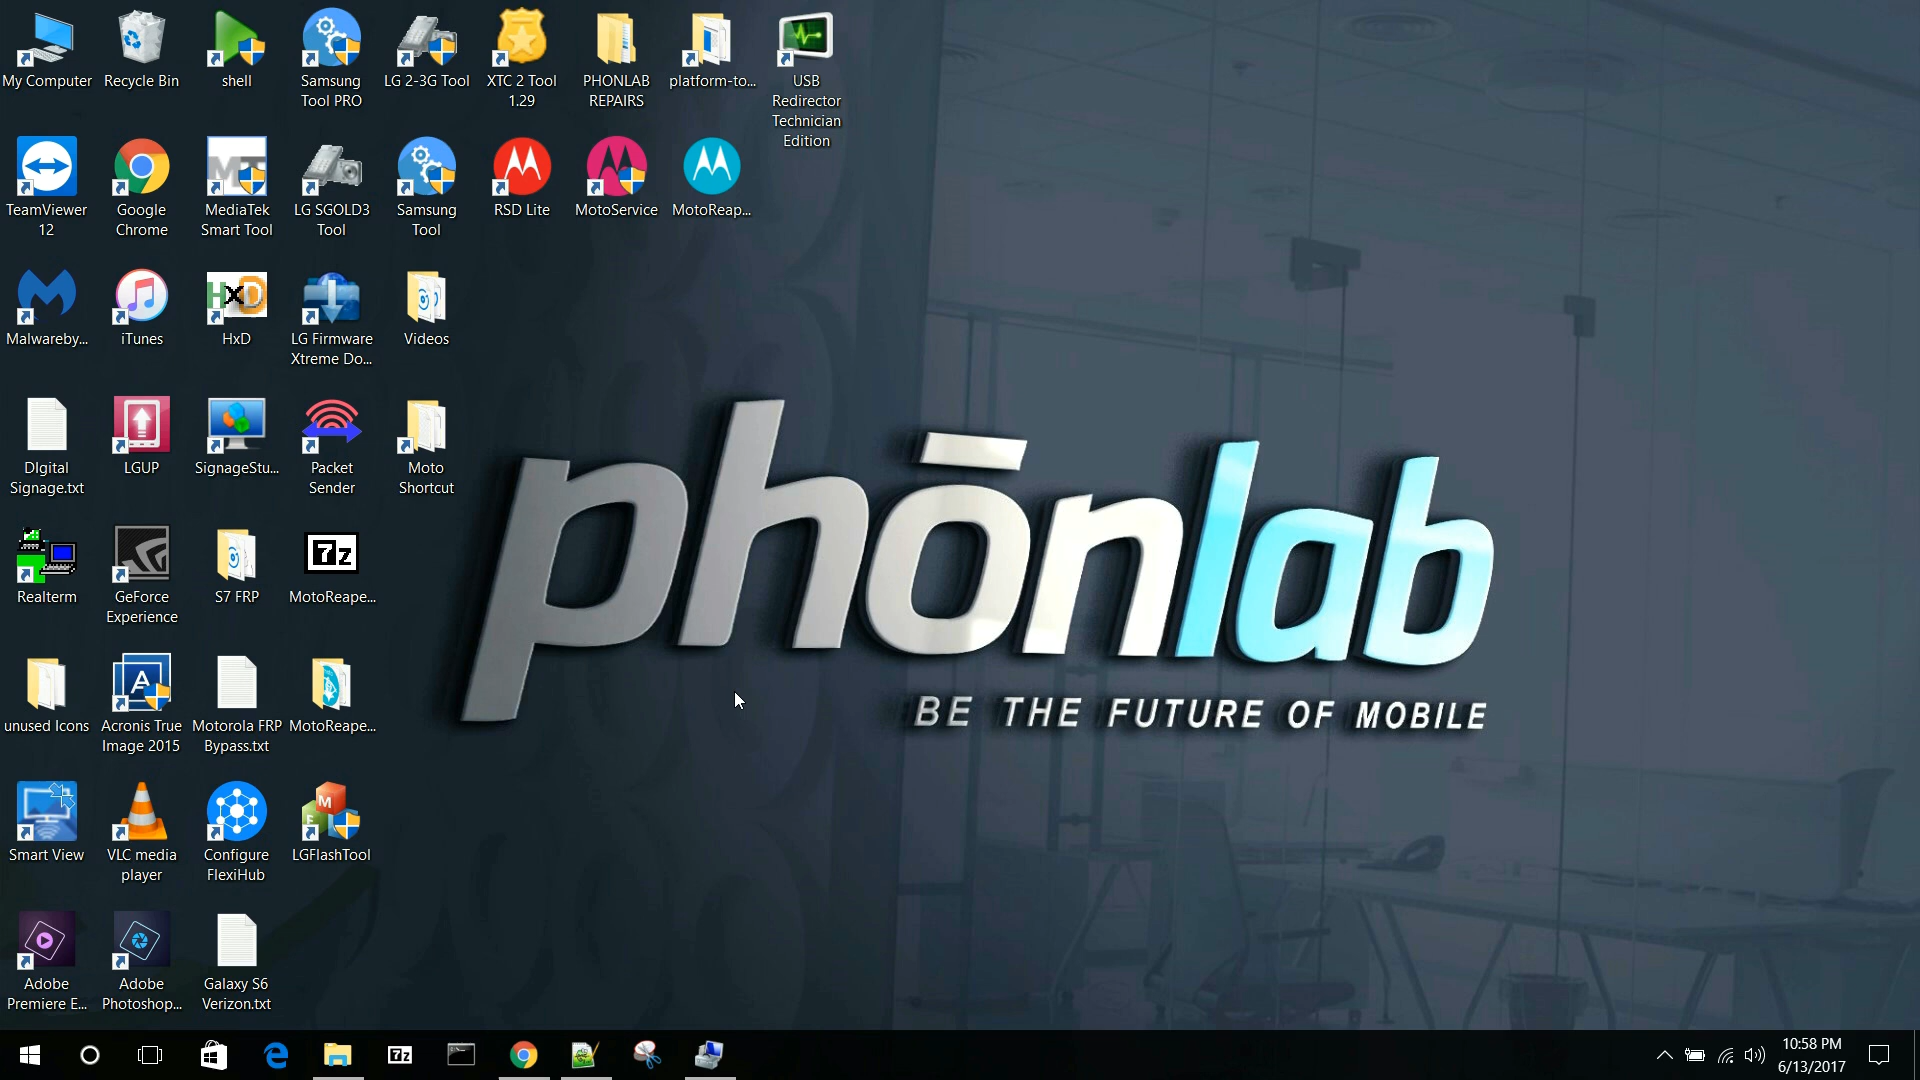 My Computer
Recycle Bin
shell
Samsung
Tool PRO
LG 2-3G Tool
XTC 2 Tool
1.29
PHONLAB
REPAIRS
platform-to...
USB
Redirector
Technician
Edition
TeamViewer
12
Google
Chrome
MT
MediaTek
Smart Tool
LG SGOLD3
Tool
Samsung
Tool
RSD Lite
MotoService
MotoReap...
Malwareby...
iTunes
HxD
HxD
LG Firmware
Xtreme Do...
Videos
DIgital
Signage.txt
LGUP
SignageStu...
Packet
Sender
Moto
Shortcut
Realterm
GeForce
Experience
S7 FRP
7z
MotoReape...
unused Icons
A
Acronis True
Image 2015
Motorola FRP
Bypass.txt
MotoReape...
Smart View
VLC media
player
Configure
FlexiHub
M
F
LGFlashTool
Adobe
Premiere E...
Adobe
Photoshop...
Galaxy S6
Verizon.txt
phōnlab
BE THE FUTURE OF MOBILE
7z
10:58 PM
6/13/2017